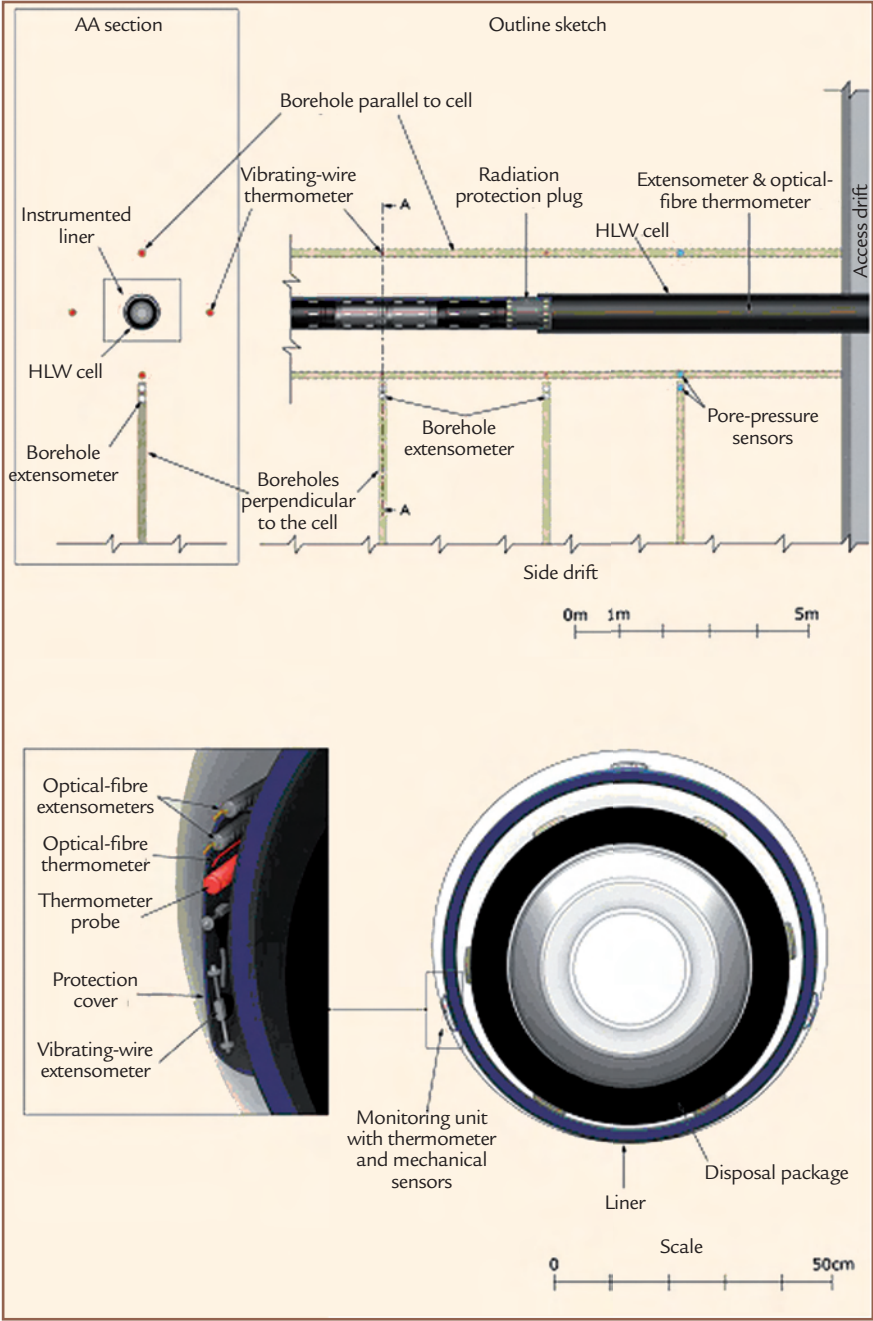 AA section
Outline sketch
Borehole parallel to cell
Vibrating-wire
thermometer
Radiation
protection plug
Extensometer & optical-
fibre thermometer
Instrumented
liner
A
HLW cell
Access drift
HLW cell
Borehole
extensometer
Borehole
extensometer
Pore-pressure
sensors
Boreholes
perpendicular
to the cell
A
Side drift
0m 1m 5m
Optical-fibre
extensometers
Optical-fibre
thermometer
Thermometer
probe
Protection
cover
Vibrating-wire
extensometer
Monitoring unit
with thermometer
and mechanical
sensors
Disposal package
Liner
Scale
0 50cm